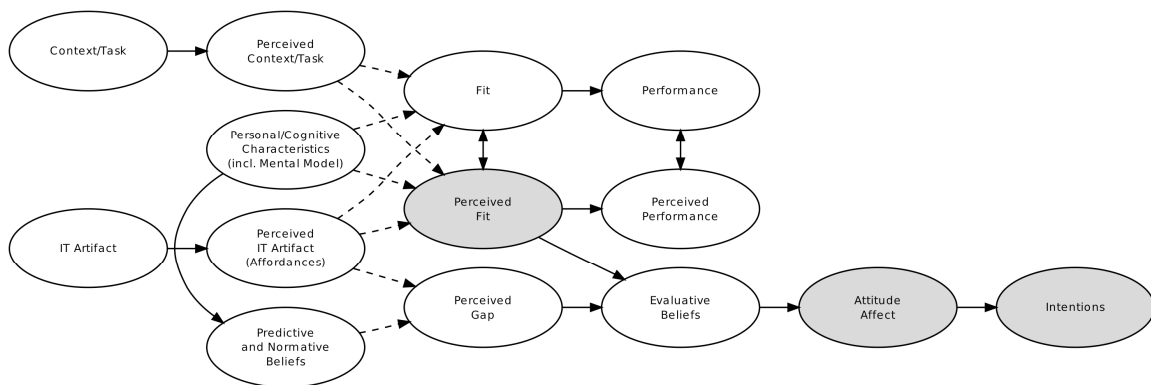 Context/Task
Perceived
Context/Task
Fit
Performance
Personal/Cognitive
Characteristics
(incl. Mental Model)
Perceived
Fit
Perceived
Performance
IT Artifact
Perceived
IT Artifact
(Affordances)
Perceived
Gap
Evaluative
Beliefs
Attitude
Affect
Intentions
Predictive
and Normative
Beliefs